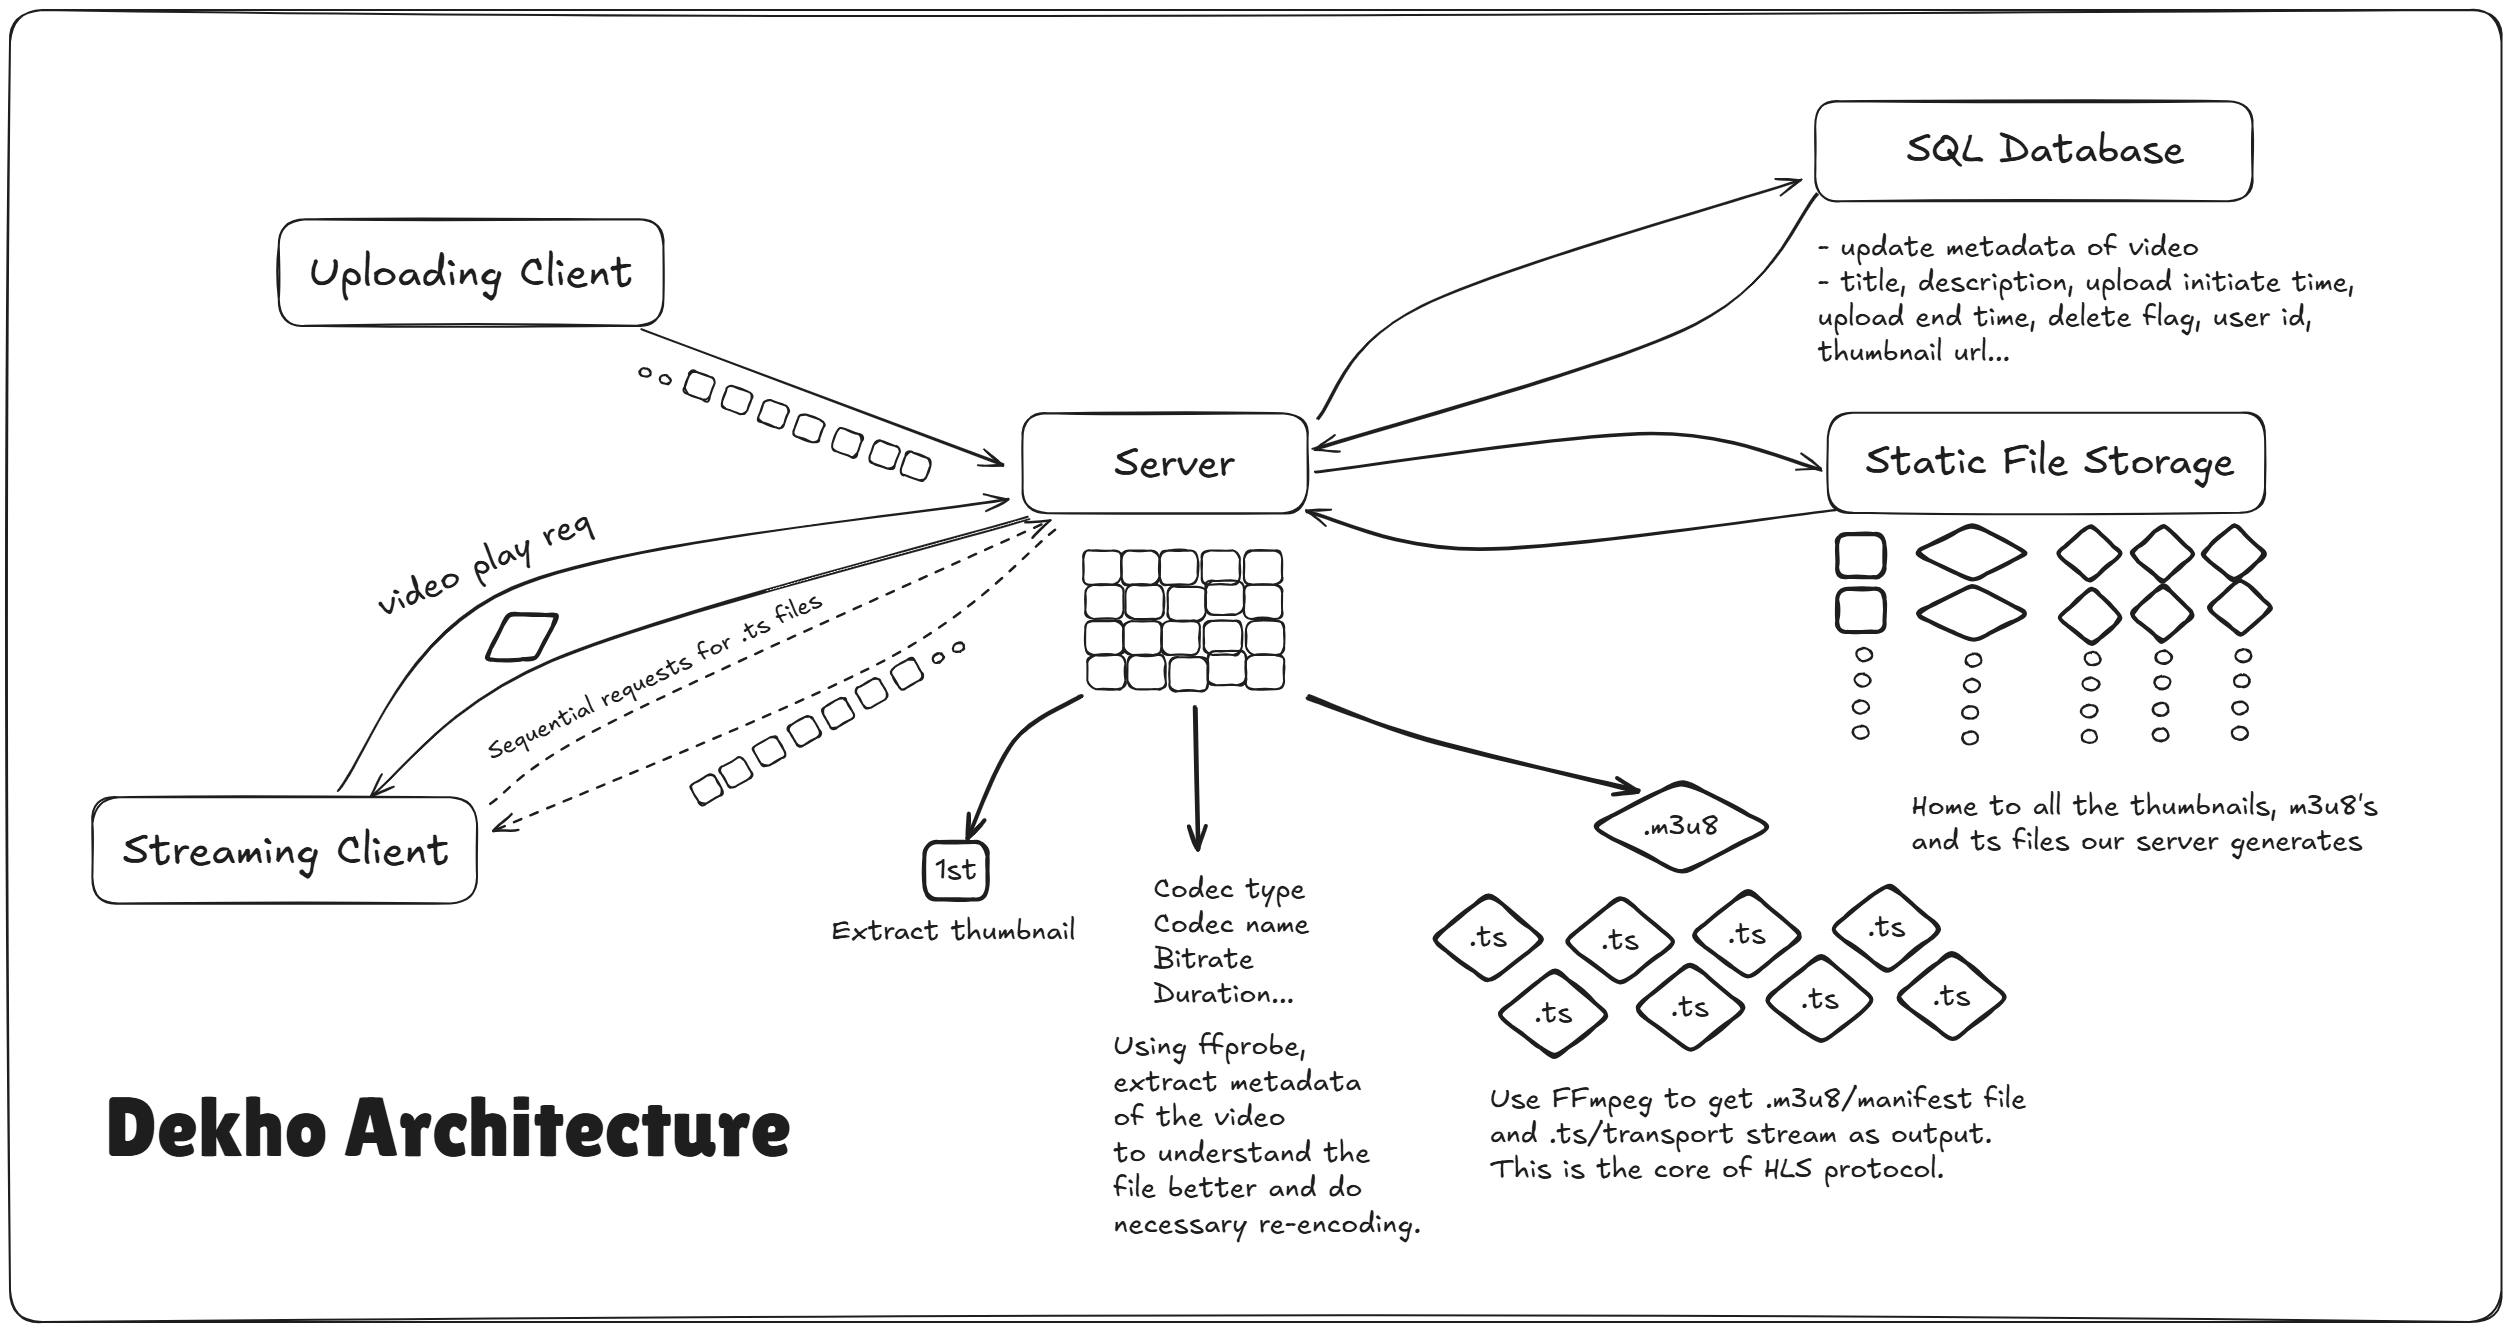 SQL Database
- update metadata of video
- title, description, upload initiate time,
upload end time, delete flag, user id,
thumbnail url...
Uploading Client
Server
Static File Storage
video play req
Sequential requests for .ts files
Streaming Client
Home to all the thumbnails, m3u8's
and ts files our server generates
1st
Extract thumbnail
Codec type
Codec name
Bitrate
Duration...
Using ffprobe,
extract metadata
of the video
to understand the
file better and do
necessary re-encoding.
.m3u8
.ts
.ts
.ts
.ts
.ts
.ts
.ts
.ts
Use FFmpeg to get .m3u8/manifest file
and .ts/transport stream as output.
This is the core of HLS protocol.
Dekho Architecture